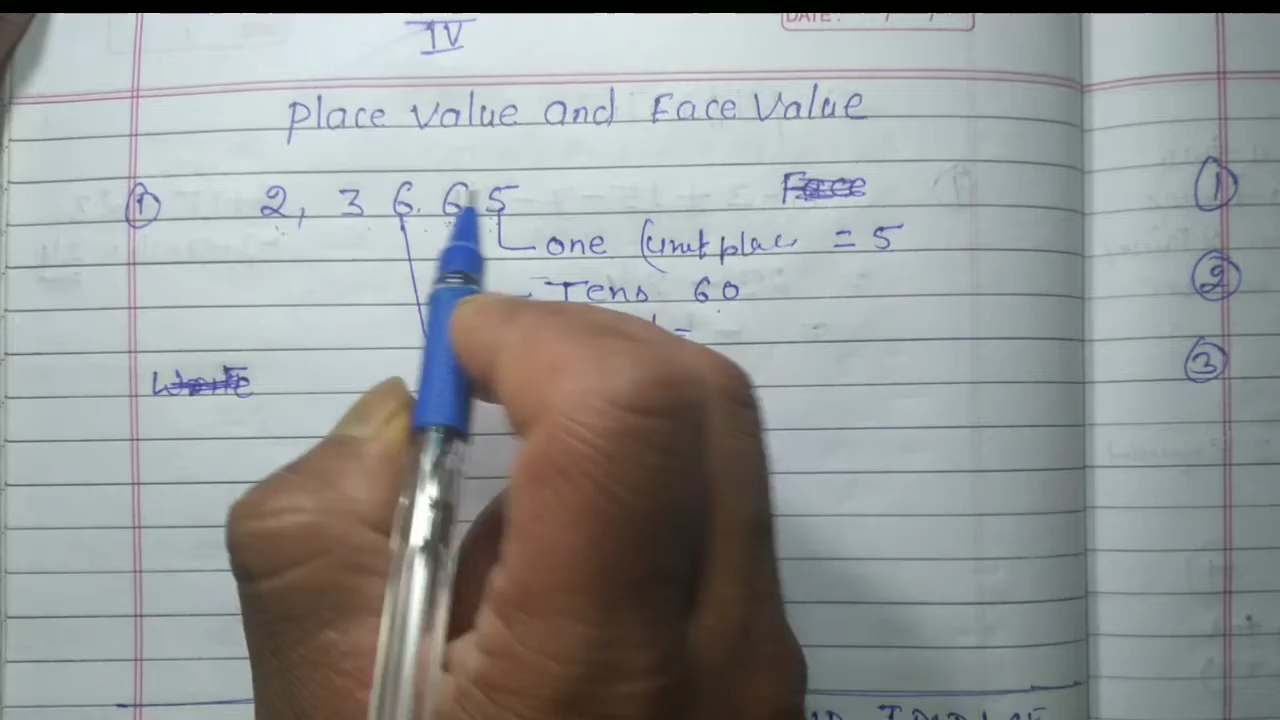 IV
DATE: / /
Place Value and Face Value
① 2, 3 6 6 5
one (unit place = 5
Tens 60
①
②
③